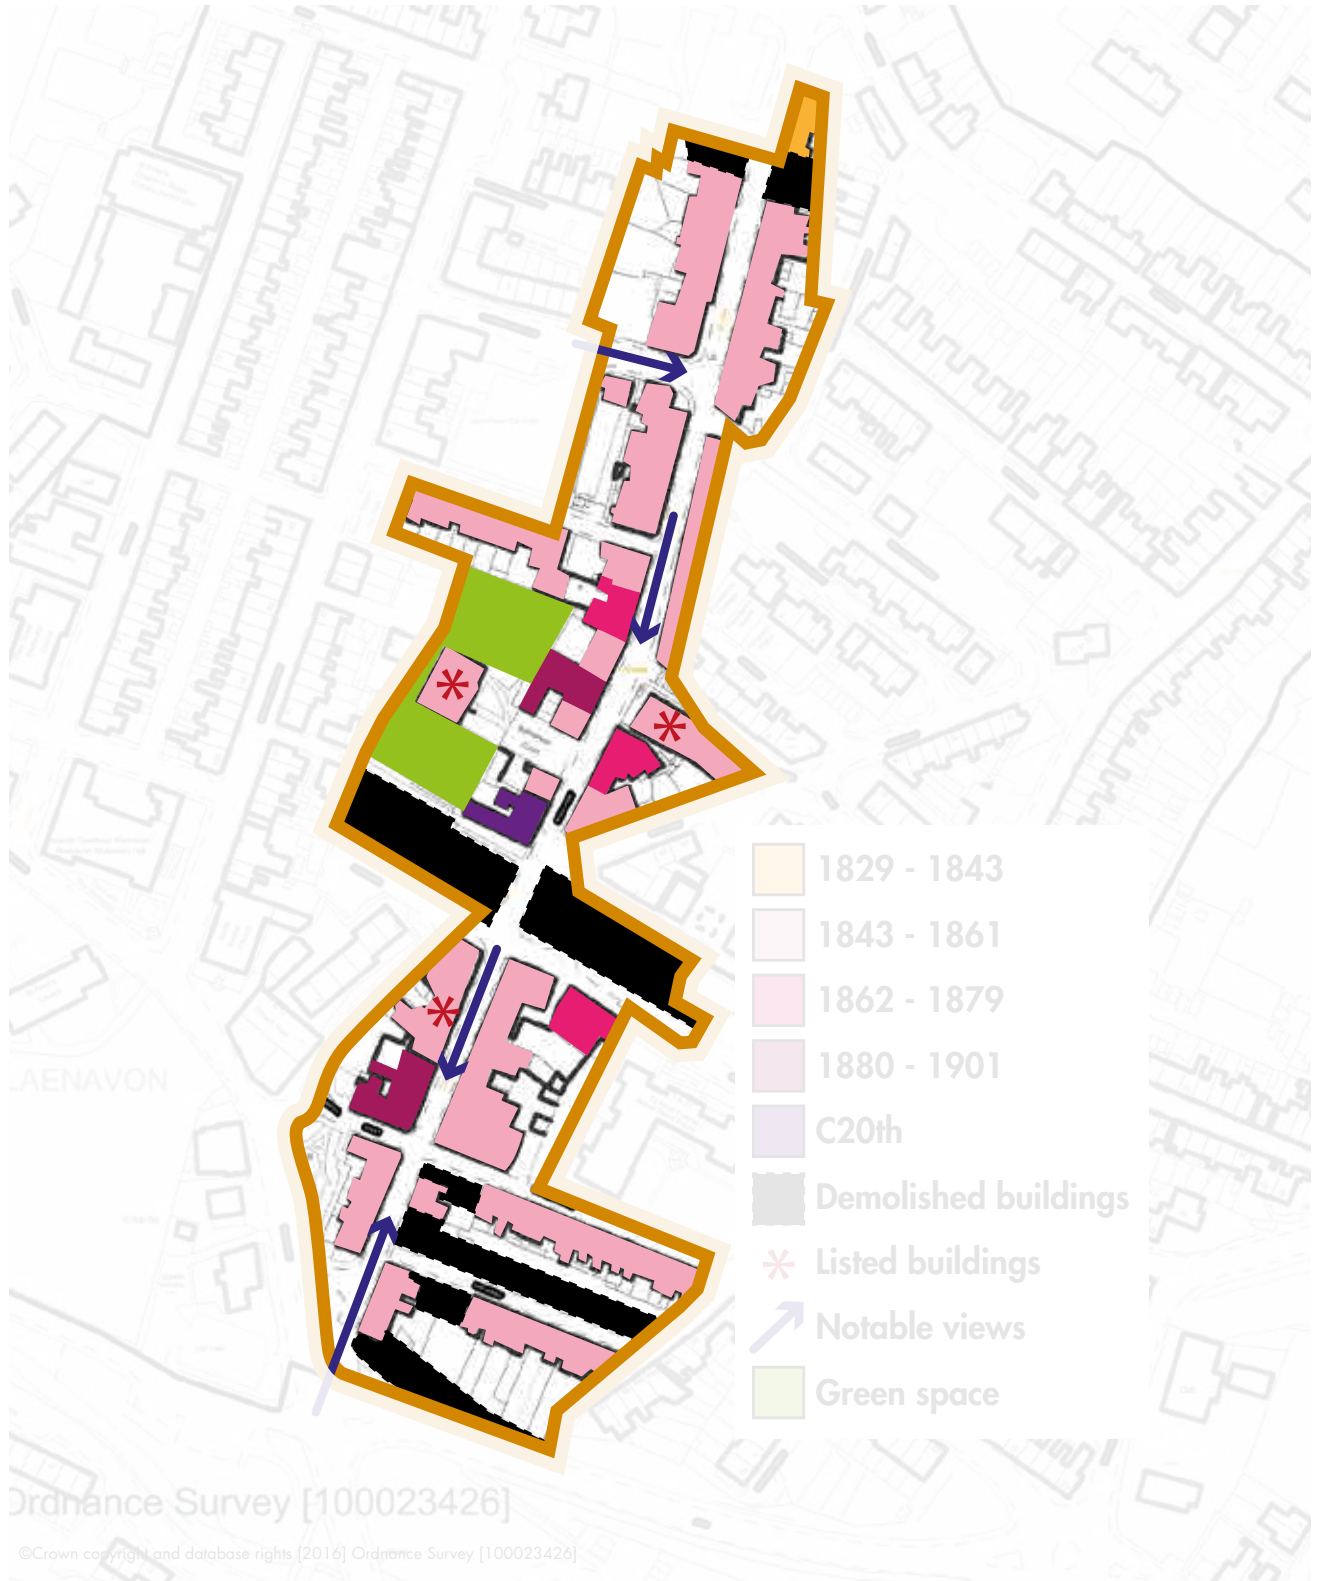 1829 - 1843
1843 - 1861
1862 - 1879
1880 - 1901
C20th
Demolished buildings
Listed buildings
Notable views
Green space
LAENAVON
Ordnance Survey [100023426]
©Crown copyright and database rights [2016] Ordnance Survey [100023426]